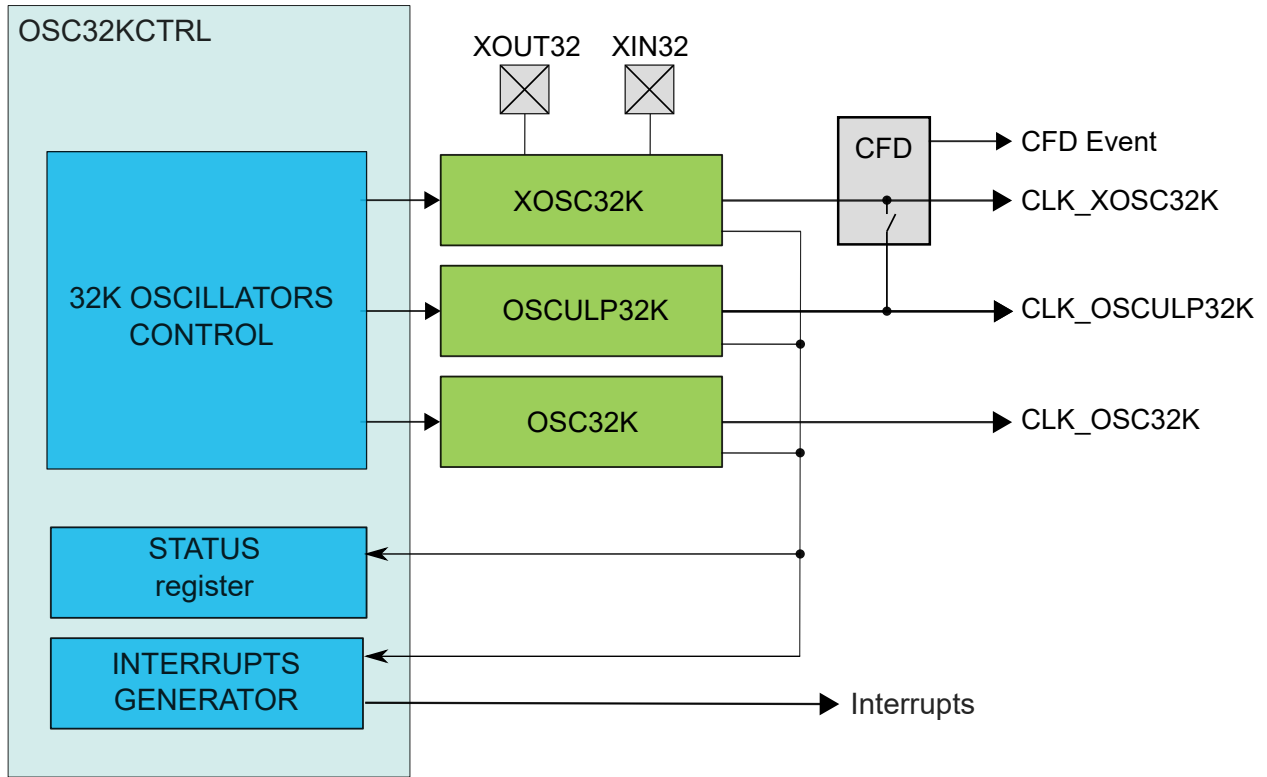 OSC32KCTRL
XOUT32
XIN32
CFD
CFD Event
XOSC32K
CLK_XOSC32K
32K OSCILLATORS
CONTROL
OSCULP32K
CLK_OSCULP32K
OSC32K
CLK_OSC32K
STATUS
register
INTERRUPTS
GENERATOR
Interrupts